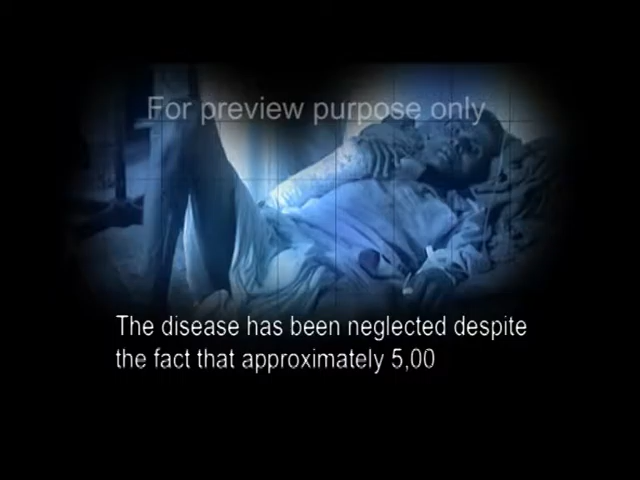 For preview purpose only
The disease has been neglected despite
the fact that approximately 5,00